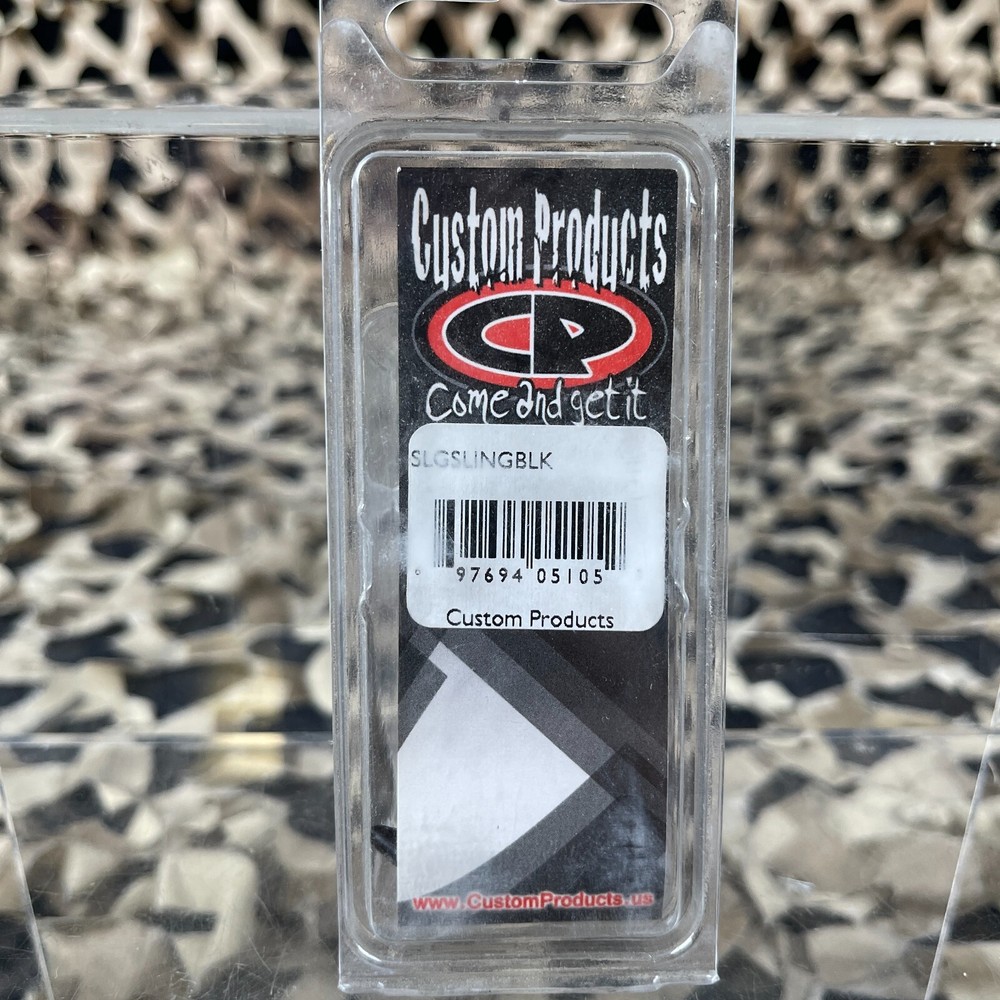 Custom Products
CP
Come and get it
SLGSLINGBLK
97694 05105
Custom Products
www.CustomProducts.us